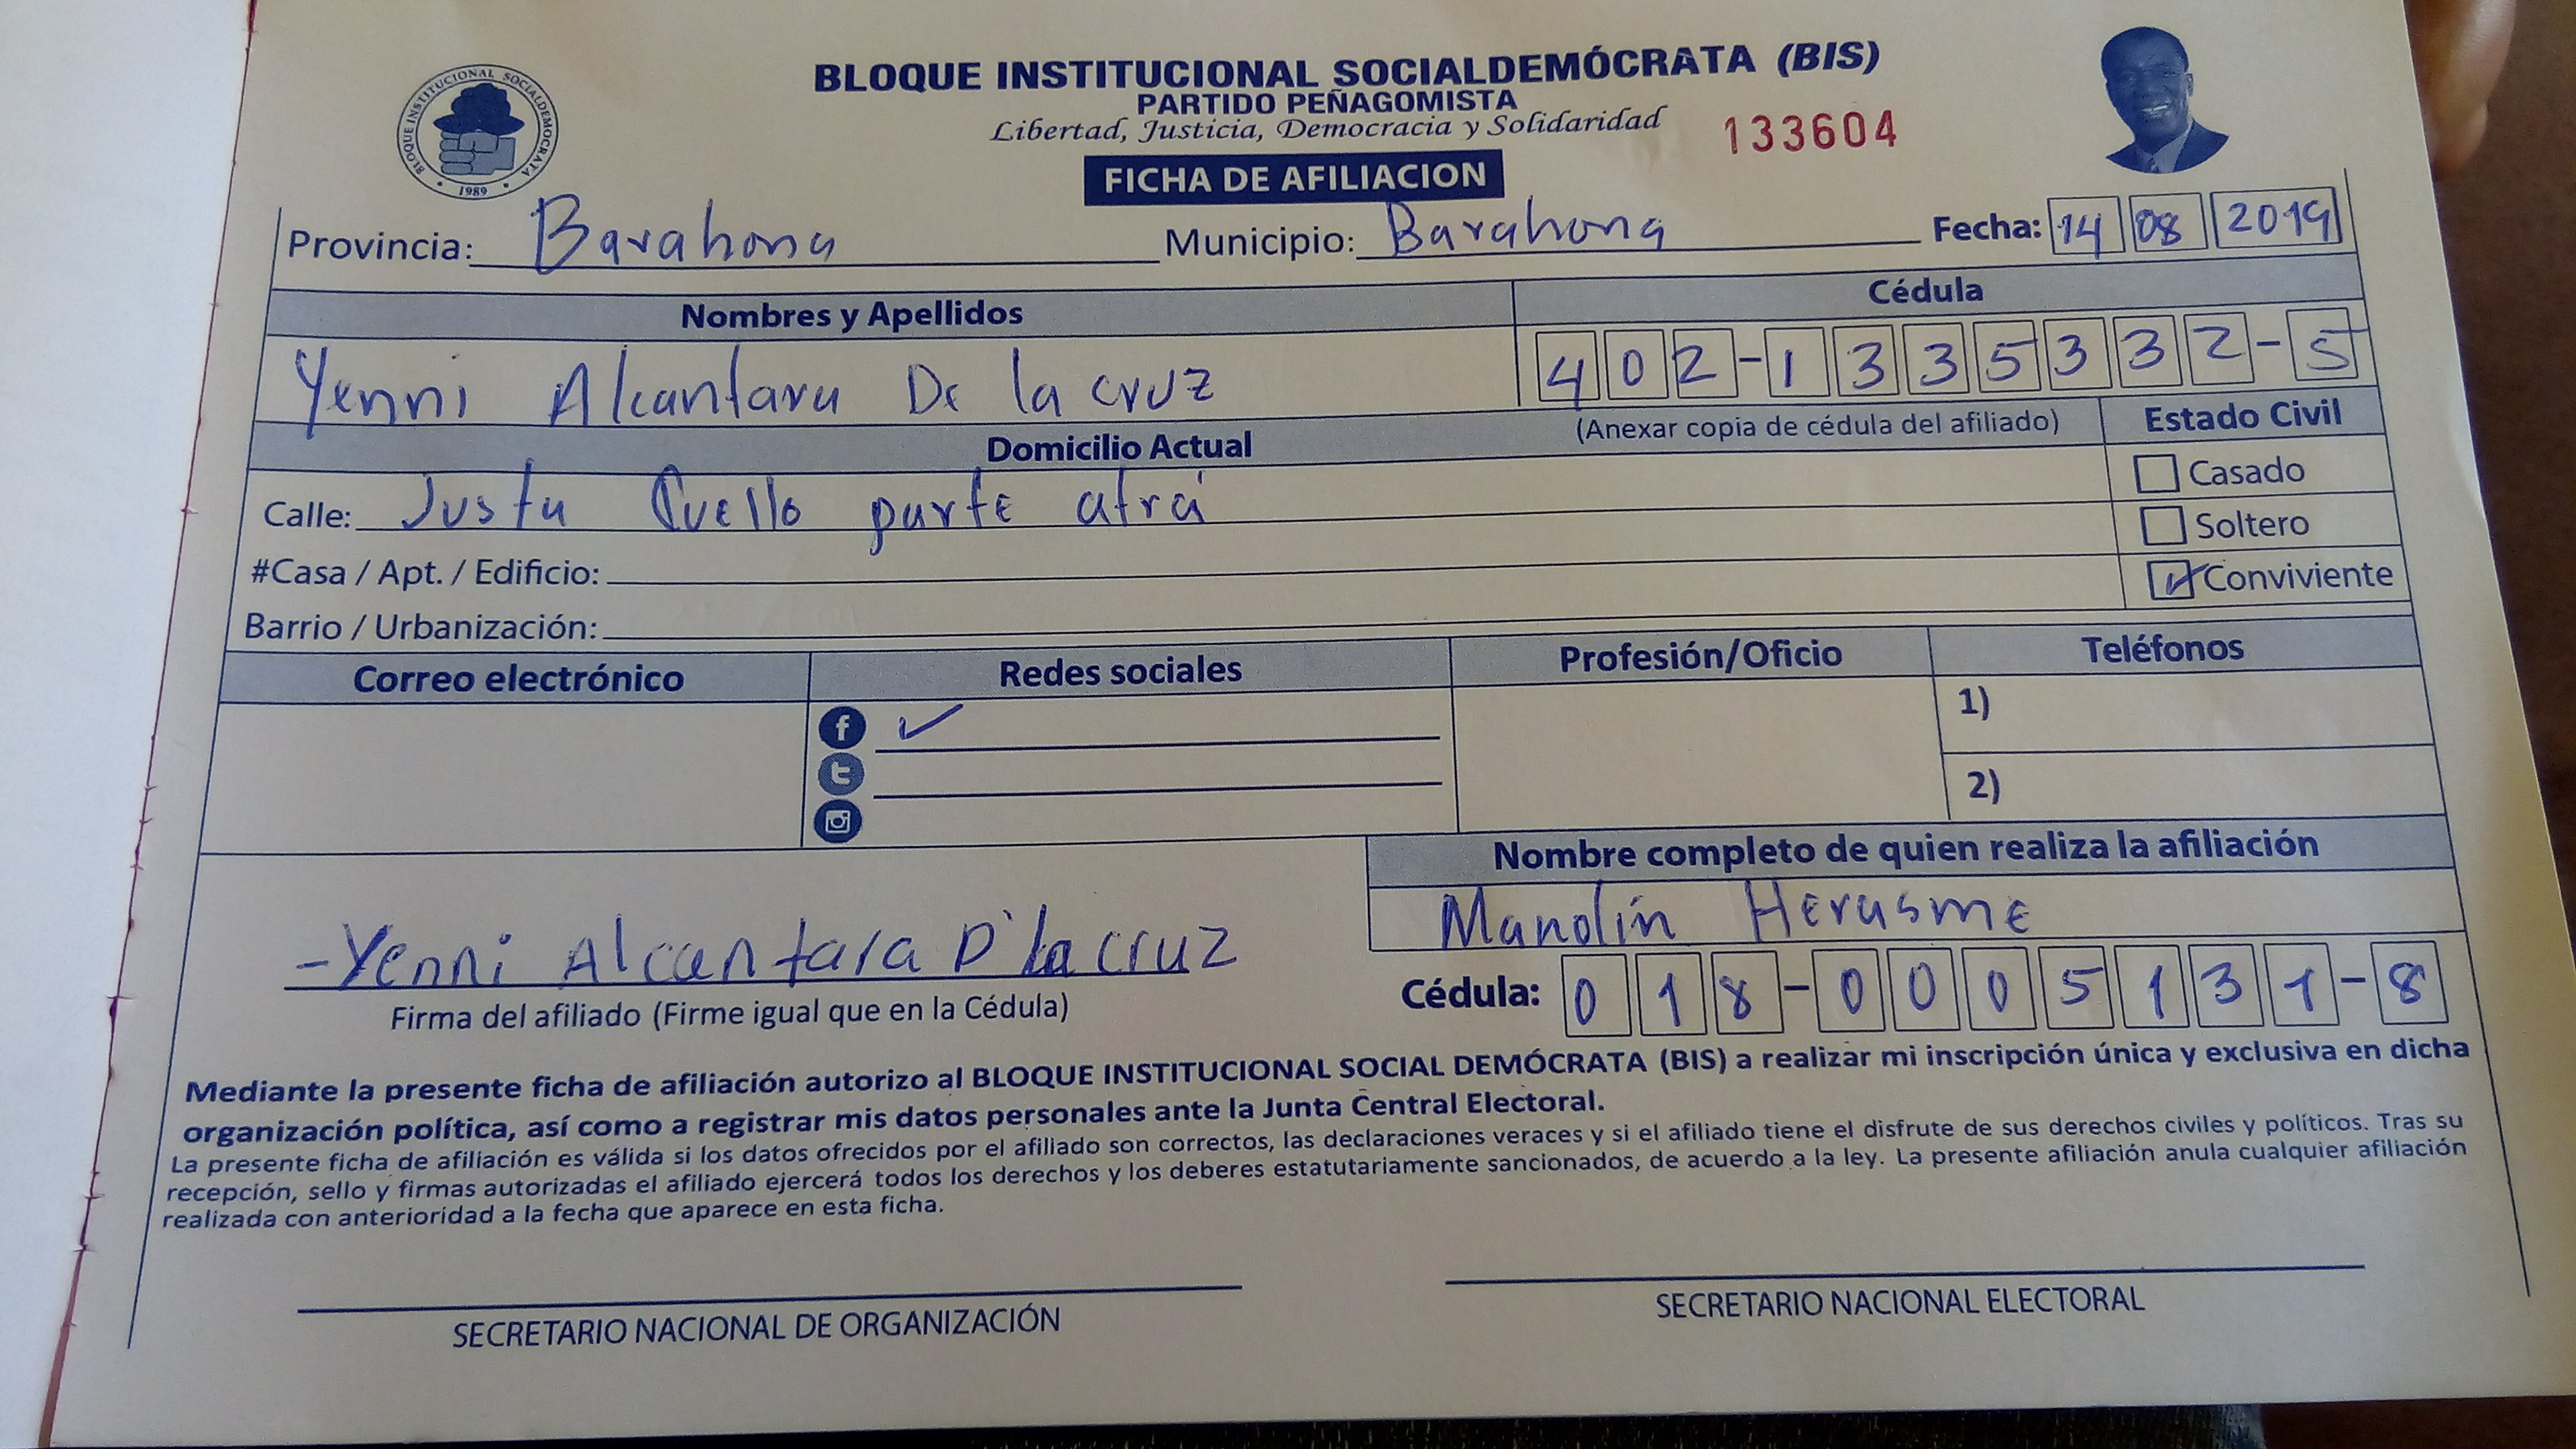 BLOQUE INSTITUCIONAL SOCIALDEMÓCRATA (BIS)
PARTIDO PEÑAGOMISTA
Libertad, Justicia, Democracia y Solidaridad
133604
BLOQUE INSTITUCIONAL SOCIALDEMOCRATA
1989
FICHA DE AFILIACION
Provincia: Barahona Municipio: Barahona Fecha: 14 08 2019
Nombres y Apellidos Cédula
Yenni Alcantara De la cruz 402-1335332-5
Domicilio Actual (Anexar copia de cédula del afiliado) Estado Civil
Calle: Justa Cuello parte atrá Casado
Soltero
#Casa / Apt. / Edificio: Conviviente
Barrio / Urbanización:
Correo electrónico Redes sociales Profesión/Oficio Teléfonos
1)
2)
Nombre completo de quien realiza la afiliación
Manolín Herasme
-Yenni Alcantara D'la cruz
Cédula: 018-0005131-8
Firma del afiliado (Firme igual que en la Cédula)
Mediante la presente ficha de afiliación autorizo al BLOQUE INSTITUCIONAL SOCIAL DEMÓCRATA (BIS) a realizar mi inscripción única y exclusiva en dicha
organización política, así como a registrar mis datos personales ante la Junta Central Electoral.
La presente ficha de afiliación es válida si los datos ofrecidos por el afiliado son correctos, las declaraciones veraces y si el afiliado tiene el disfrute de sus derechos civiles y políticos. Tras su
recepción, sello y firmas autorizadas el afiliado ejercerá todos los derechos y los deberes estatutariamente sancionados, de acuerdo a la ley. La presente afiliación anula cualquier afiliación
realizada con anterioridad a la fecha que aparece en esta ficha.
SECRETARIO NACIONAL DE ORGANIZACIÓN SECRETARIO NACIONAL ELECTORAL